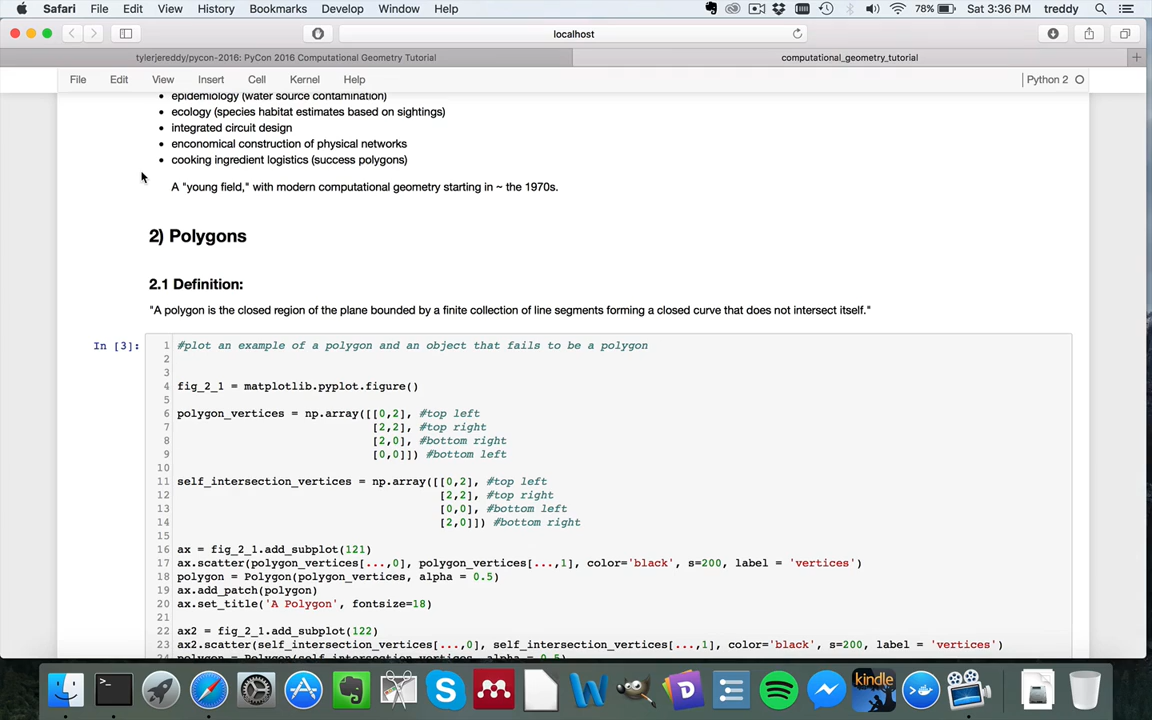 Safari File Edit View History Bookmarks Develop Window Help 78% Sat 3:36 PM treddy
localhost
tylerjreddy/pycon-2016: PyCon 2016 Computational Geometry Tutorial computational_geometry_tutorial
File Edit View Insert Cell Kernel Help Python 2
• epidemiology (water source contamination)
• ecology (species habitat estimates based on sightings)
• integrated circuit design
• enconomical construction of physical networks
• cooking ingredient logistics (success polygons)
A "young field," with modern computational geometry starting in ~ the 1970s.
2) Polygons
2.1 Definition:
"A polygon is the closed region of the plane bounded by a finite collection of line segments forming a closed curve that does not intersect itself."
In [3]: 1 #plot an example of a polygon and an object that fails to be a polygon
2
3
4 fig_2_1 = matplotlib.pyplot.figure()
5
6 polygon_vertices = np.array([[0,2], #top left
7 [2,2], #top right
8 [2,0], #bottom right
9 [0,0]]) #bottom left
10
11 self_intersection_vertices = np.array([[0,2], #top left
12 [2,2], #top right
13 [0,0], #bottom left
14 [2,0]]) #bottom right
15
16 ax = fig_2_1.add_subplot(121)
17 ax.scatter(polygon_vertices[...,0], polygon_vertices[...,1], color='black', s=200, label = 'vertices')
18 polygon = Polygon(polygon_vertices, alpha = 0.5)
19 ax.add_patch(polygon)
20 ax.set_title('A Polygon', fontsize=18)
21
22 ax2 = fig_2_1.add_subplot(122)
23 ax2.scatter(self_intersection_vertices[...,0], self_intersection_vertices[...,1], color='black', s=200, label = 'vertices')
24 polygon = Polygon(self_intersection_vertices, alpha = 0.5)
kindle